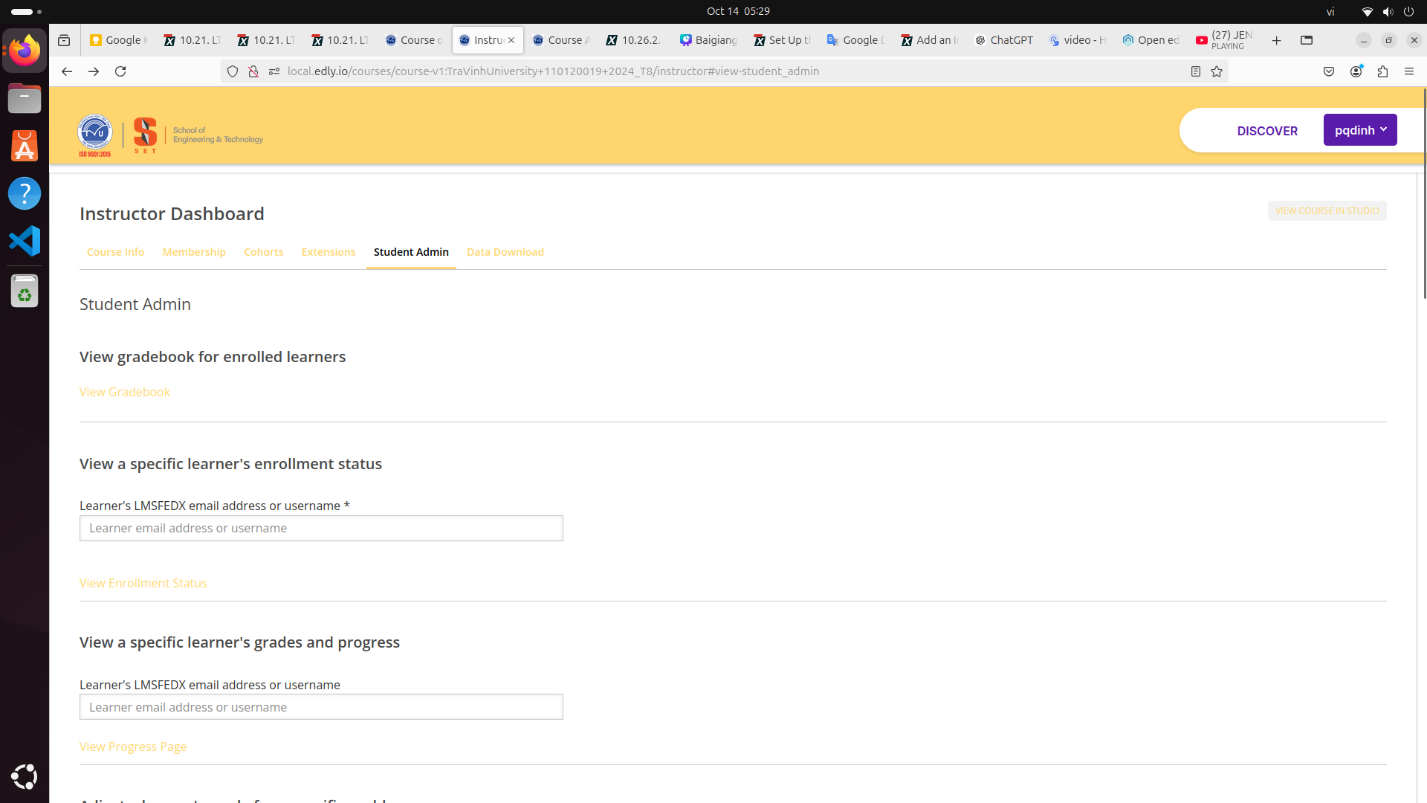 Oct 14 05:29
vi
Google
10.21. LT
10.21. LT
10.21. LT
Course
Instru
Course A
10.26.2.
Baigiang
Set Up t
Google
Add an I
ChatGPT
video - H
Open ed
(27) JEN
PLAYING
local.edly.io/courses/course-v1:TraVinhUniversity+110120019+2024_T8/instructor#view-student_admin
TVU
ISO 9001:2015
SET
School of
Engineering & Technology
DISCOVER
pqdinh
Instructor Dashboard
VIEW COURSE IN STUDIO
Course Info
Membership
Cohorts
Extensions
Student Admin
Data Download
Student Admin
View gradebook for enrolled learners
View Gradebook
View a specific learner's enrollment status
Learner's LMSFEDX email address or username *
Learner email address or username
View Enrollment Status
View a specific learner's grades and progress
Learner's LMSFEDX email address or username
Learner email address or username
View Progress Page